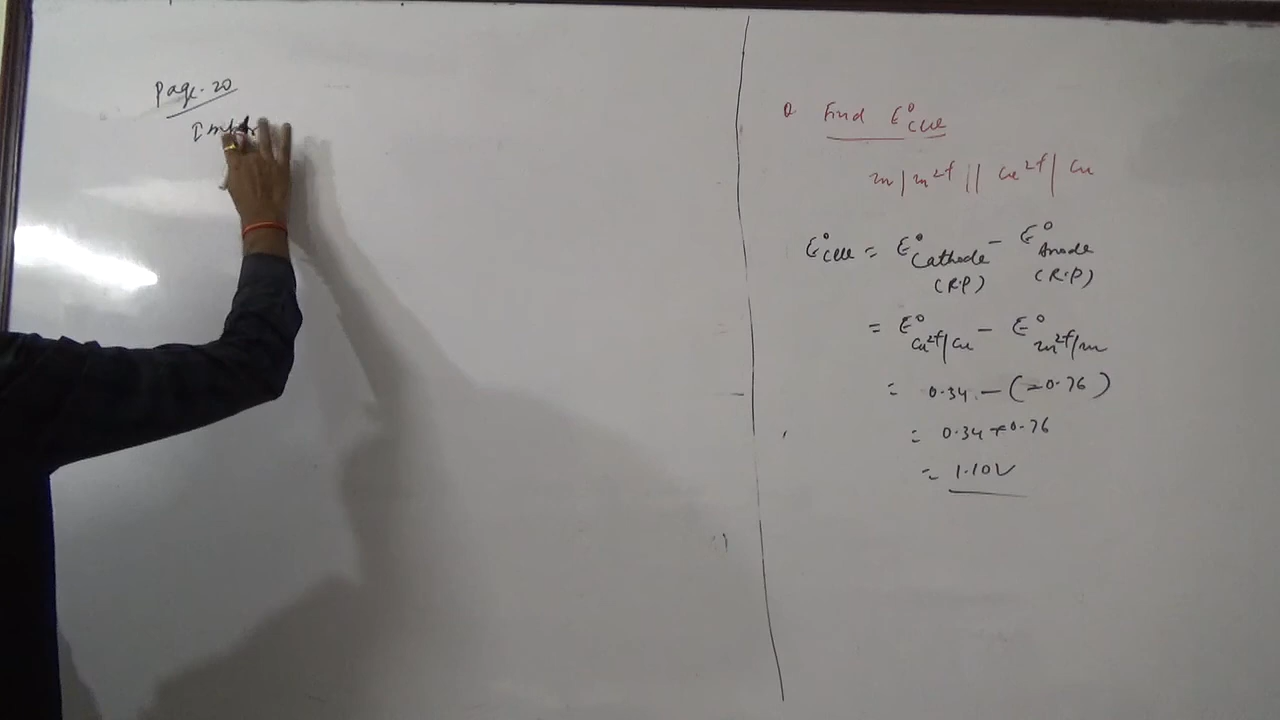 Page-20
Q Find E°cell
Zn | Zn²⁺ || Cu²⁺ | Cu
E°cell = E°Cathode - E°Anode
(R.P) (R.P)
= E°Cu²⁺/Cu - E°Zn²⁺/Zn
= 0.34 - (-0.76)
= 0.34 + 0.76
= 1.10V